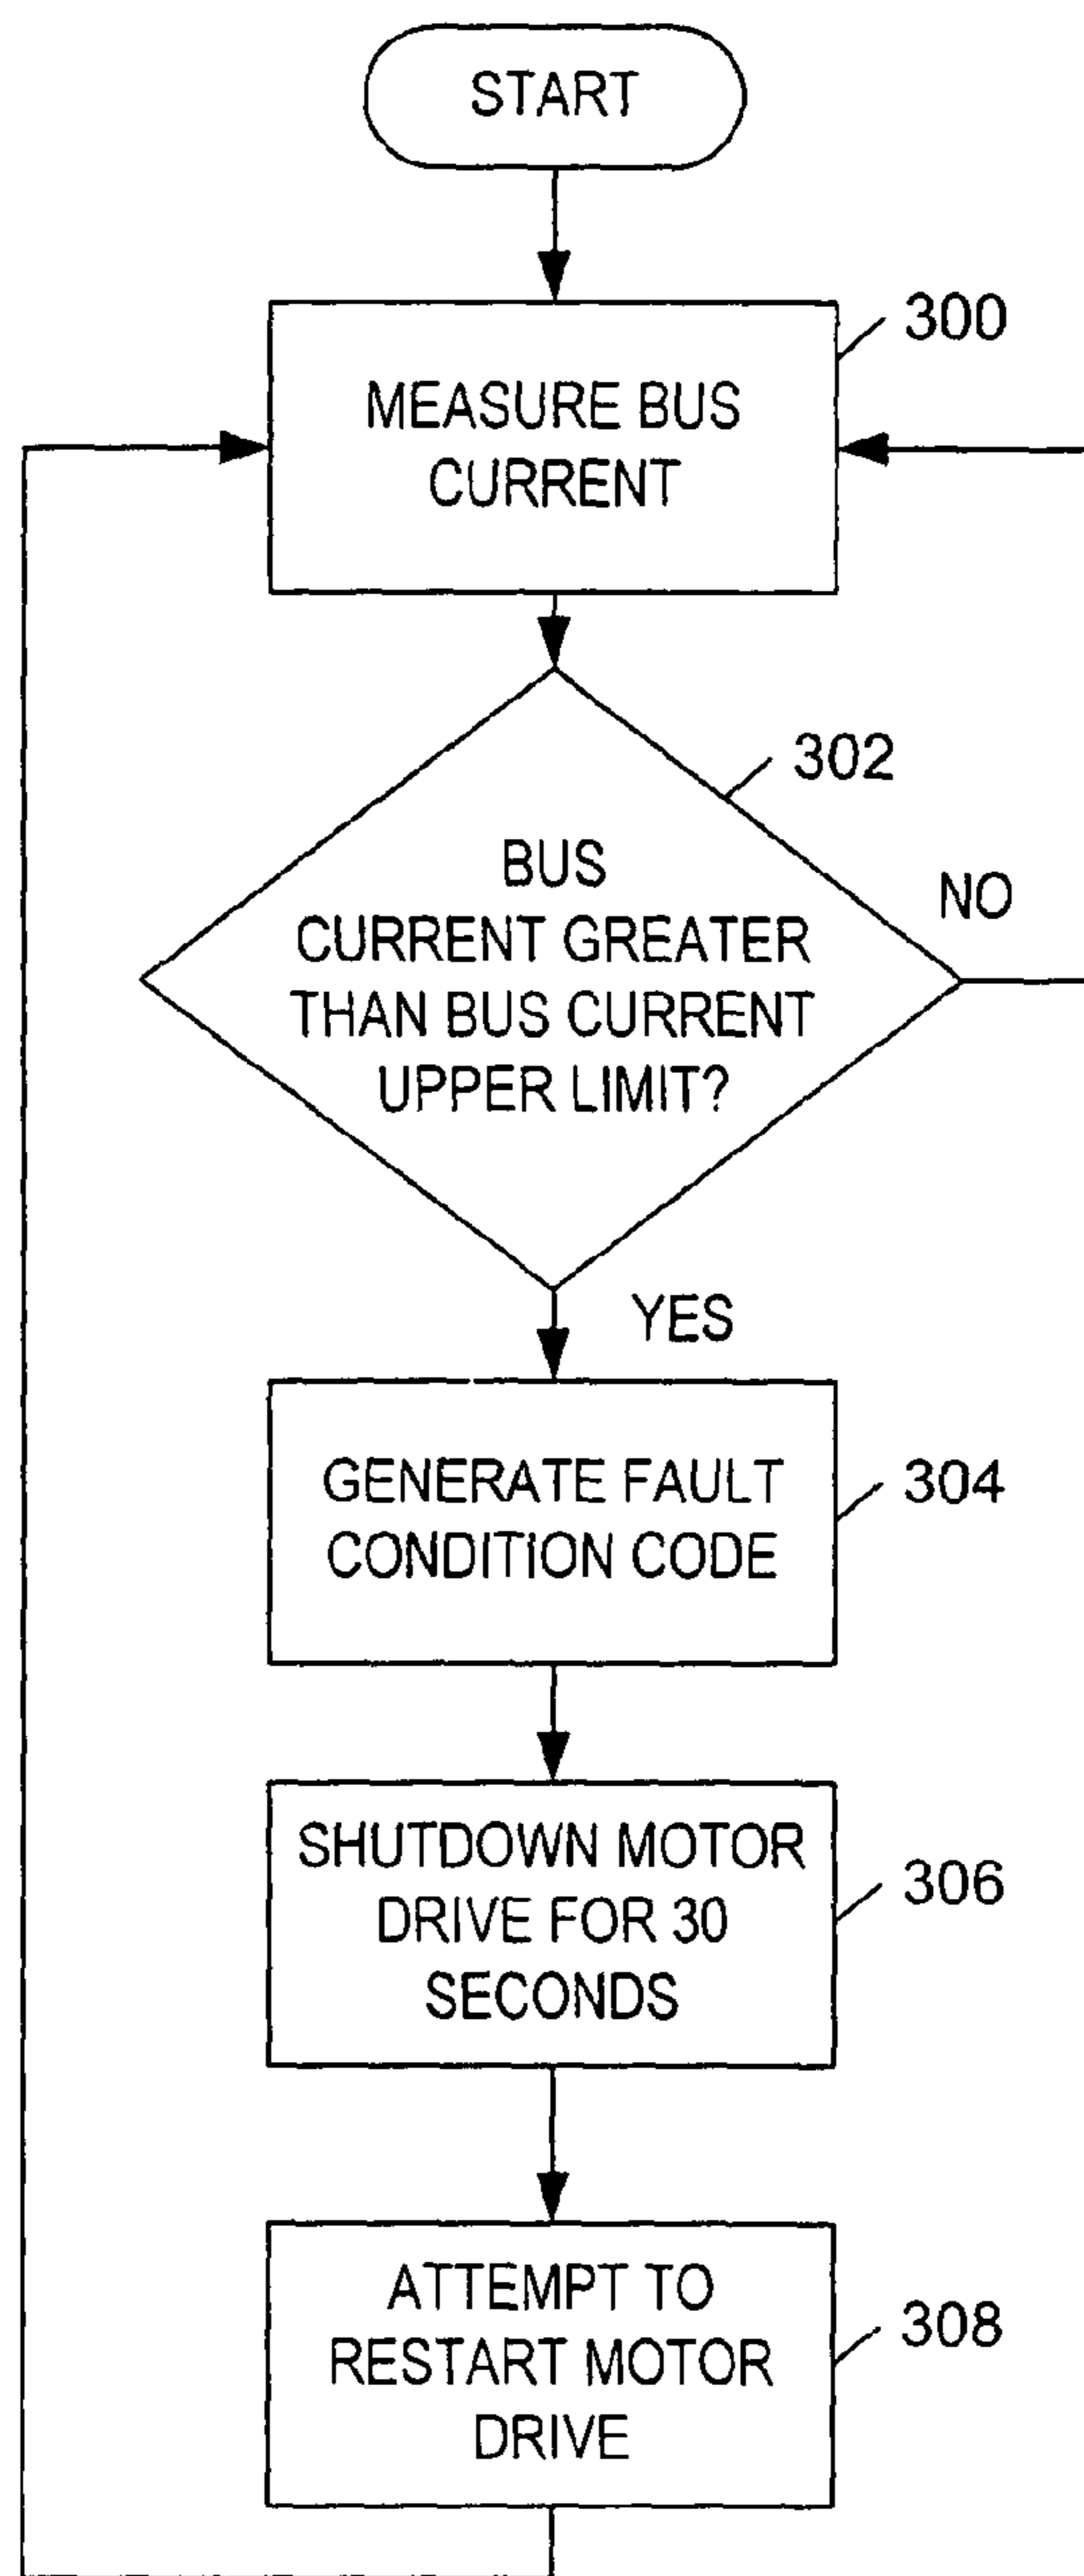 START
300
MEASURE BUS
CURRENT
302
BUS
CURRENT GREATER
THAN BUS CURRENT
UPPER LIMIT?
NO
YES
GENERATE FAULT
CONDITION CODE
304
SHUTDOWN MOTOR
DRIVE FOR 30
SECONDS
306
ATTEMPT TO
RESTART MOTOR
DRIVE
308